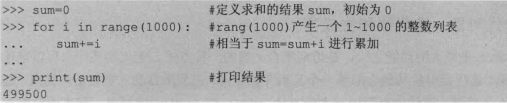 >>> sum=0 #定义求和的结果 sum，初始为 0
>>> for i in range(1000): #rang(1000)产生一个 1~1000 的整数列表
... sum+=i #相当于 sum=sum+i 进行累加
...
>>> print(sum) #打印结果
499500